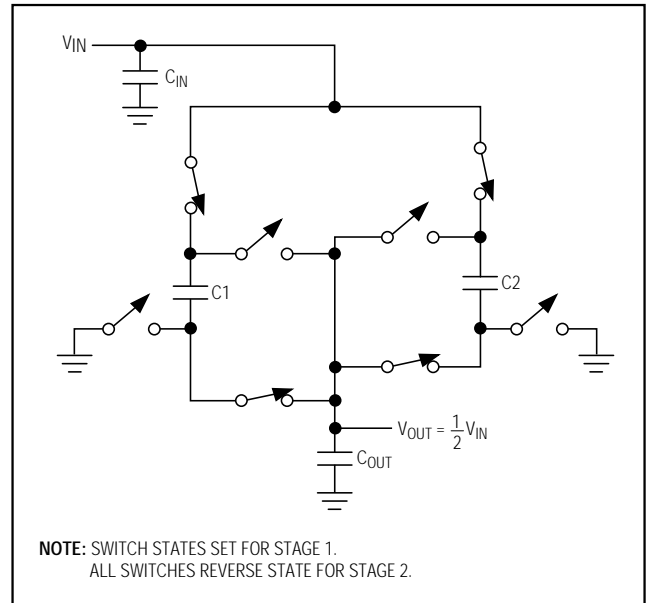 VIN
CIN
C1
C2
VOUT = 1/2 VIN
COUT
NOTE: SWITCH STATES SET FOR STAGE 1.
ALL SWITCHES REVERSE STATE FOR STAGE 2.